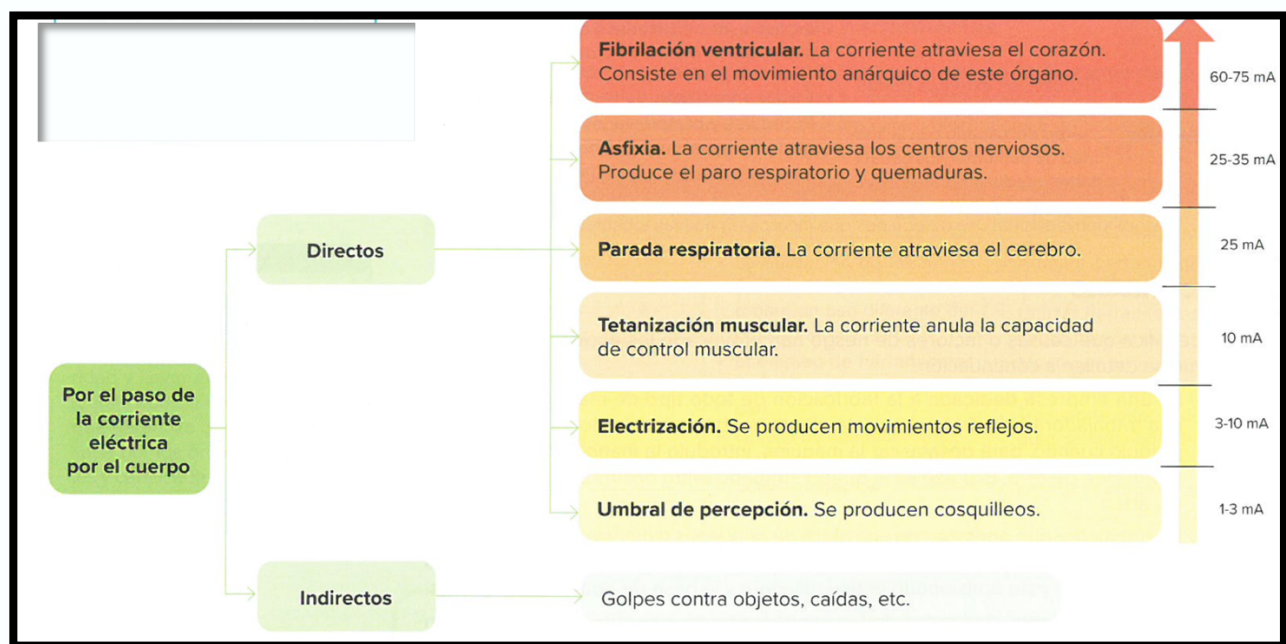 Fibrilación ventricular. La corriente atraviesa el corazón.
Consiste en el movimiento anárquico de este órgano.
60-75 mA
Asfixia. La corriente atraviesa los centros nerviosos.
Produce el paro respiratorio y quemaduras.
25-35 mA
Directos
Parada respiratoria. La corriente atraviesa el cerebro.
25 mA
Tetanización muscular. La corriente anula la capacidad
de control muscular.
10 mA
Por el paso de
la corriente
eléctrica
por el cuerpo
Electrización. Se producen movimientos reflejos.
3-10 mA
Umbral de percepción. Se producen cosquilleos.
1-3 mA
Indirectos
Golpes contra objetos, caídas, etc.